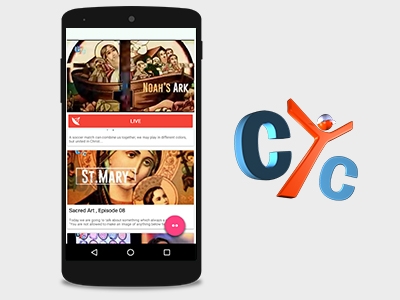 NOAH'S ARK
LIVE
A soccer match can combine us together, we may play in different colors,
but united in Christ
ST. MARY
Sacred Art , Episode 08
Today we are going to talk about something which
You are not allowed to make an image of anything
CYC